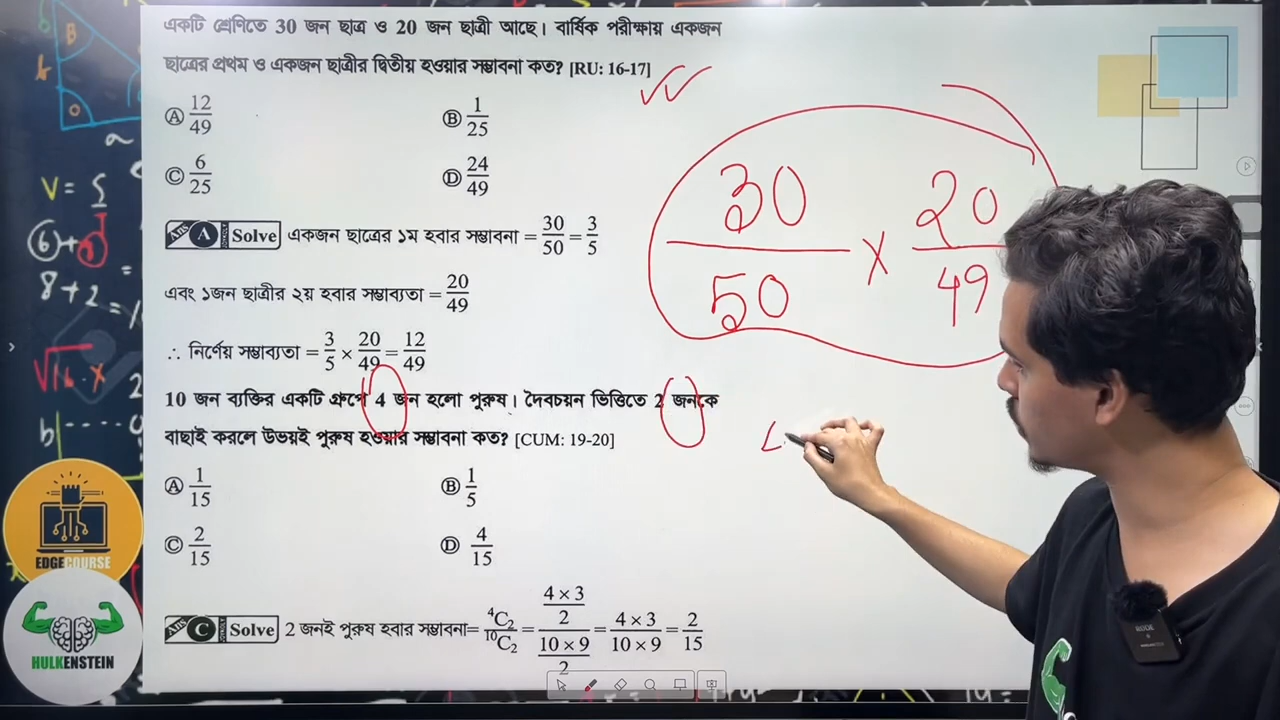 একটি শ্রেণিতে 30 জন ছাত্র ও 20 জন ছাত্রী আছে। বার্ষিক পরীক্ষায় একজন
ছাত্রের প্রথম ও একজন ছাত্রীর দ্বিতীয় হওয়ার সম্ভাবনা কত? [RU: 16-17]
Ⓐ 12/49 Ⓑ 1/25
Ⓒ 6/25 Ⓓ 24/49
Ans A Solve একজন ছাত্রের ১ম হবার সম্ভাবনা = 30/50 = 3/5
এবং ১জন ছাত্রীর ২য় হবার সম্ভাব্যতা = 20/49
∴ নির্ণেয় সম্ভাব্যতা = 3/5 × 20/49 = 12/49
10 জন ব্যক্তির একটি গ্রুপে 4 জন হলো পুরুষ। দৈবচয়ন ভিত্তিতে 2 জনকে
বাছাই করলে উভয়ই পুরুষ হওয়ার সম্ভাবনা কত? [CUM: 19-20]
Ⓐ 1/15 Ⓑ 1/5
Ⓒ 2/15 Ⓓ 4/15
Ans C Solve 2 জনই পুরুষ হবার সম্ভাবনা= ⁴C₂/¹⁰C₂ = (4 × 3/2)/(10 × 9/2) = 4 × 3/10 × 9 = 2/15
30/50 × 20/49
V =
8 + 2 =
EDGECOURSE
HULKENSTEIN
RODE